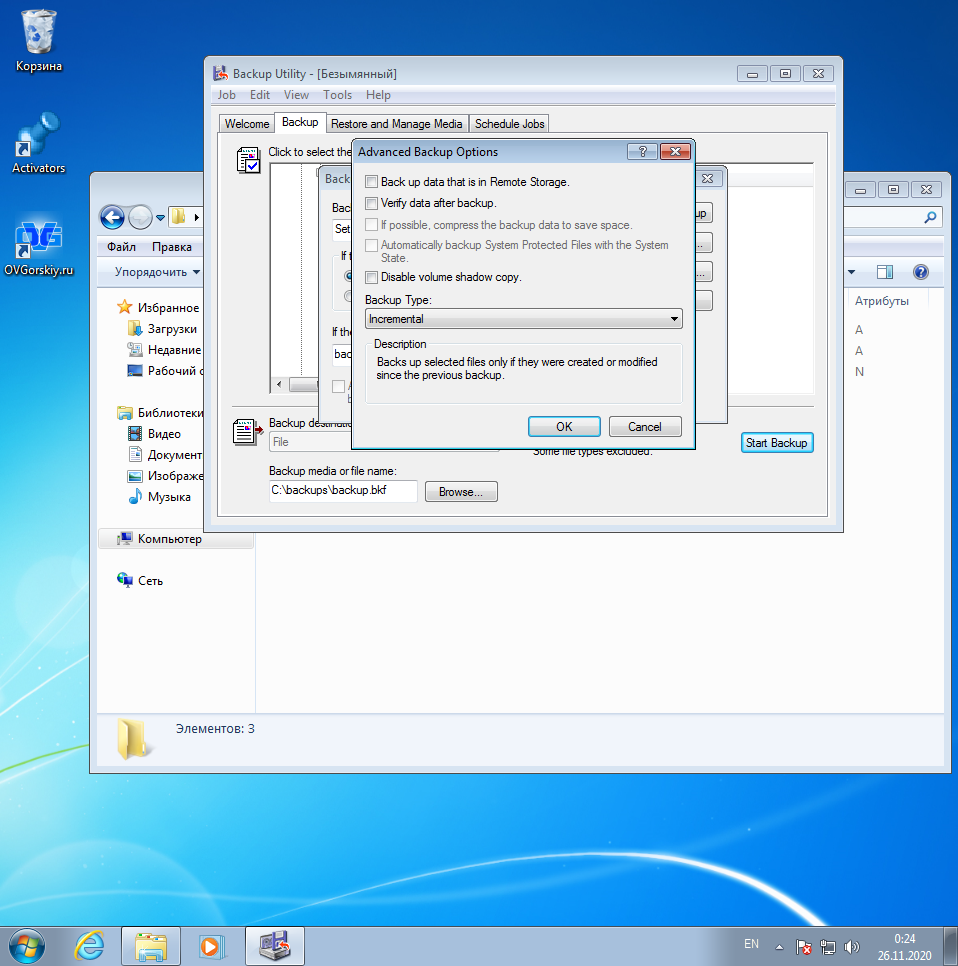 Корзина
Activators
OVGorskiy.ru
Backup Utility - [Безымянный]
Job Edit View Tools Help
Welcome Backup Restore and Manage Media Schedule Jobs
Click to select the
Advanced Backup Options
Back up data that is in Remote Storage.
Verify data after backup.
If possible, compress the backup data to save space.
Automatically backup System Protected Files with the System
State.
Disable volume shadow copy.
Backup Type:
Incremental
Description
Backs up selected files only if they were created or modified
since the previous backup.
OK Cancel
If the
Set
File
Some file types excluded.
Start Backup
Backup media or file name:
C:\backups\backup.bkf
Browse...
Файл Правка
Упорядочить
Атрибуты
A
A
N
Избранное
Загрузки
Недавние
Рабочий
Библиотеки
Видео
Документ
Изображе
Музыка
Компьютер
Сеть
Элементов: 3
EN
0:24
26.11.2020